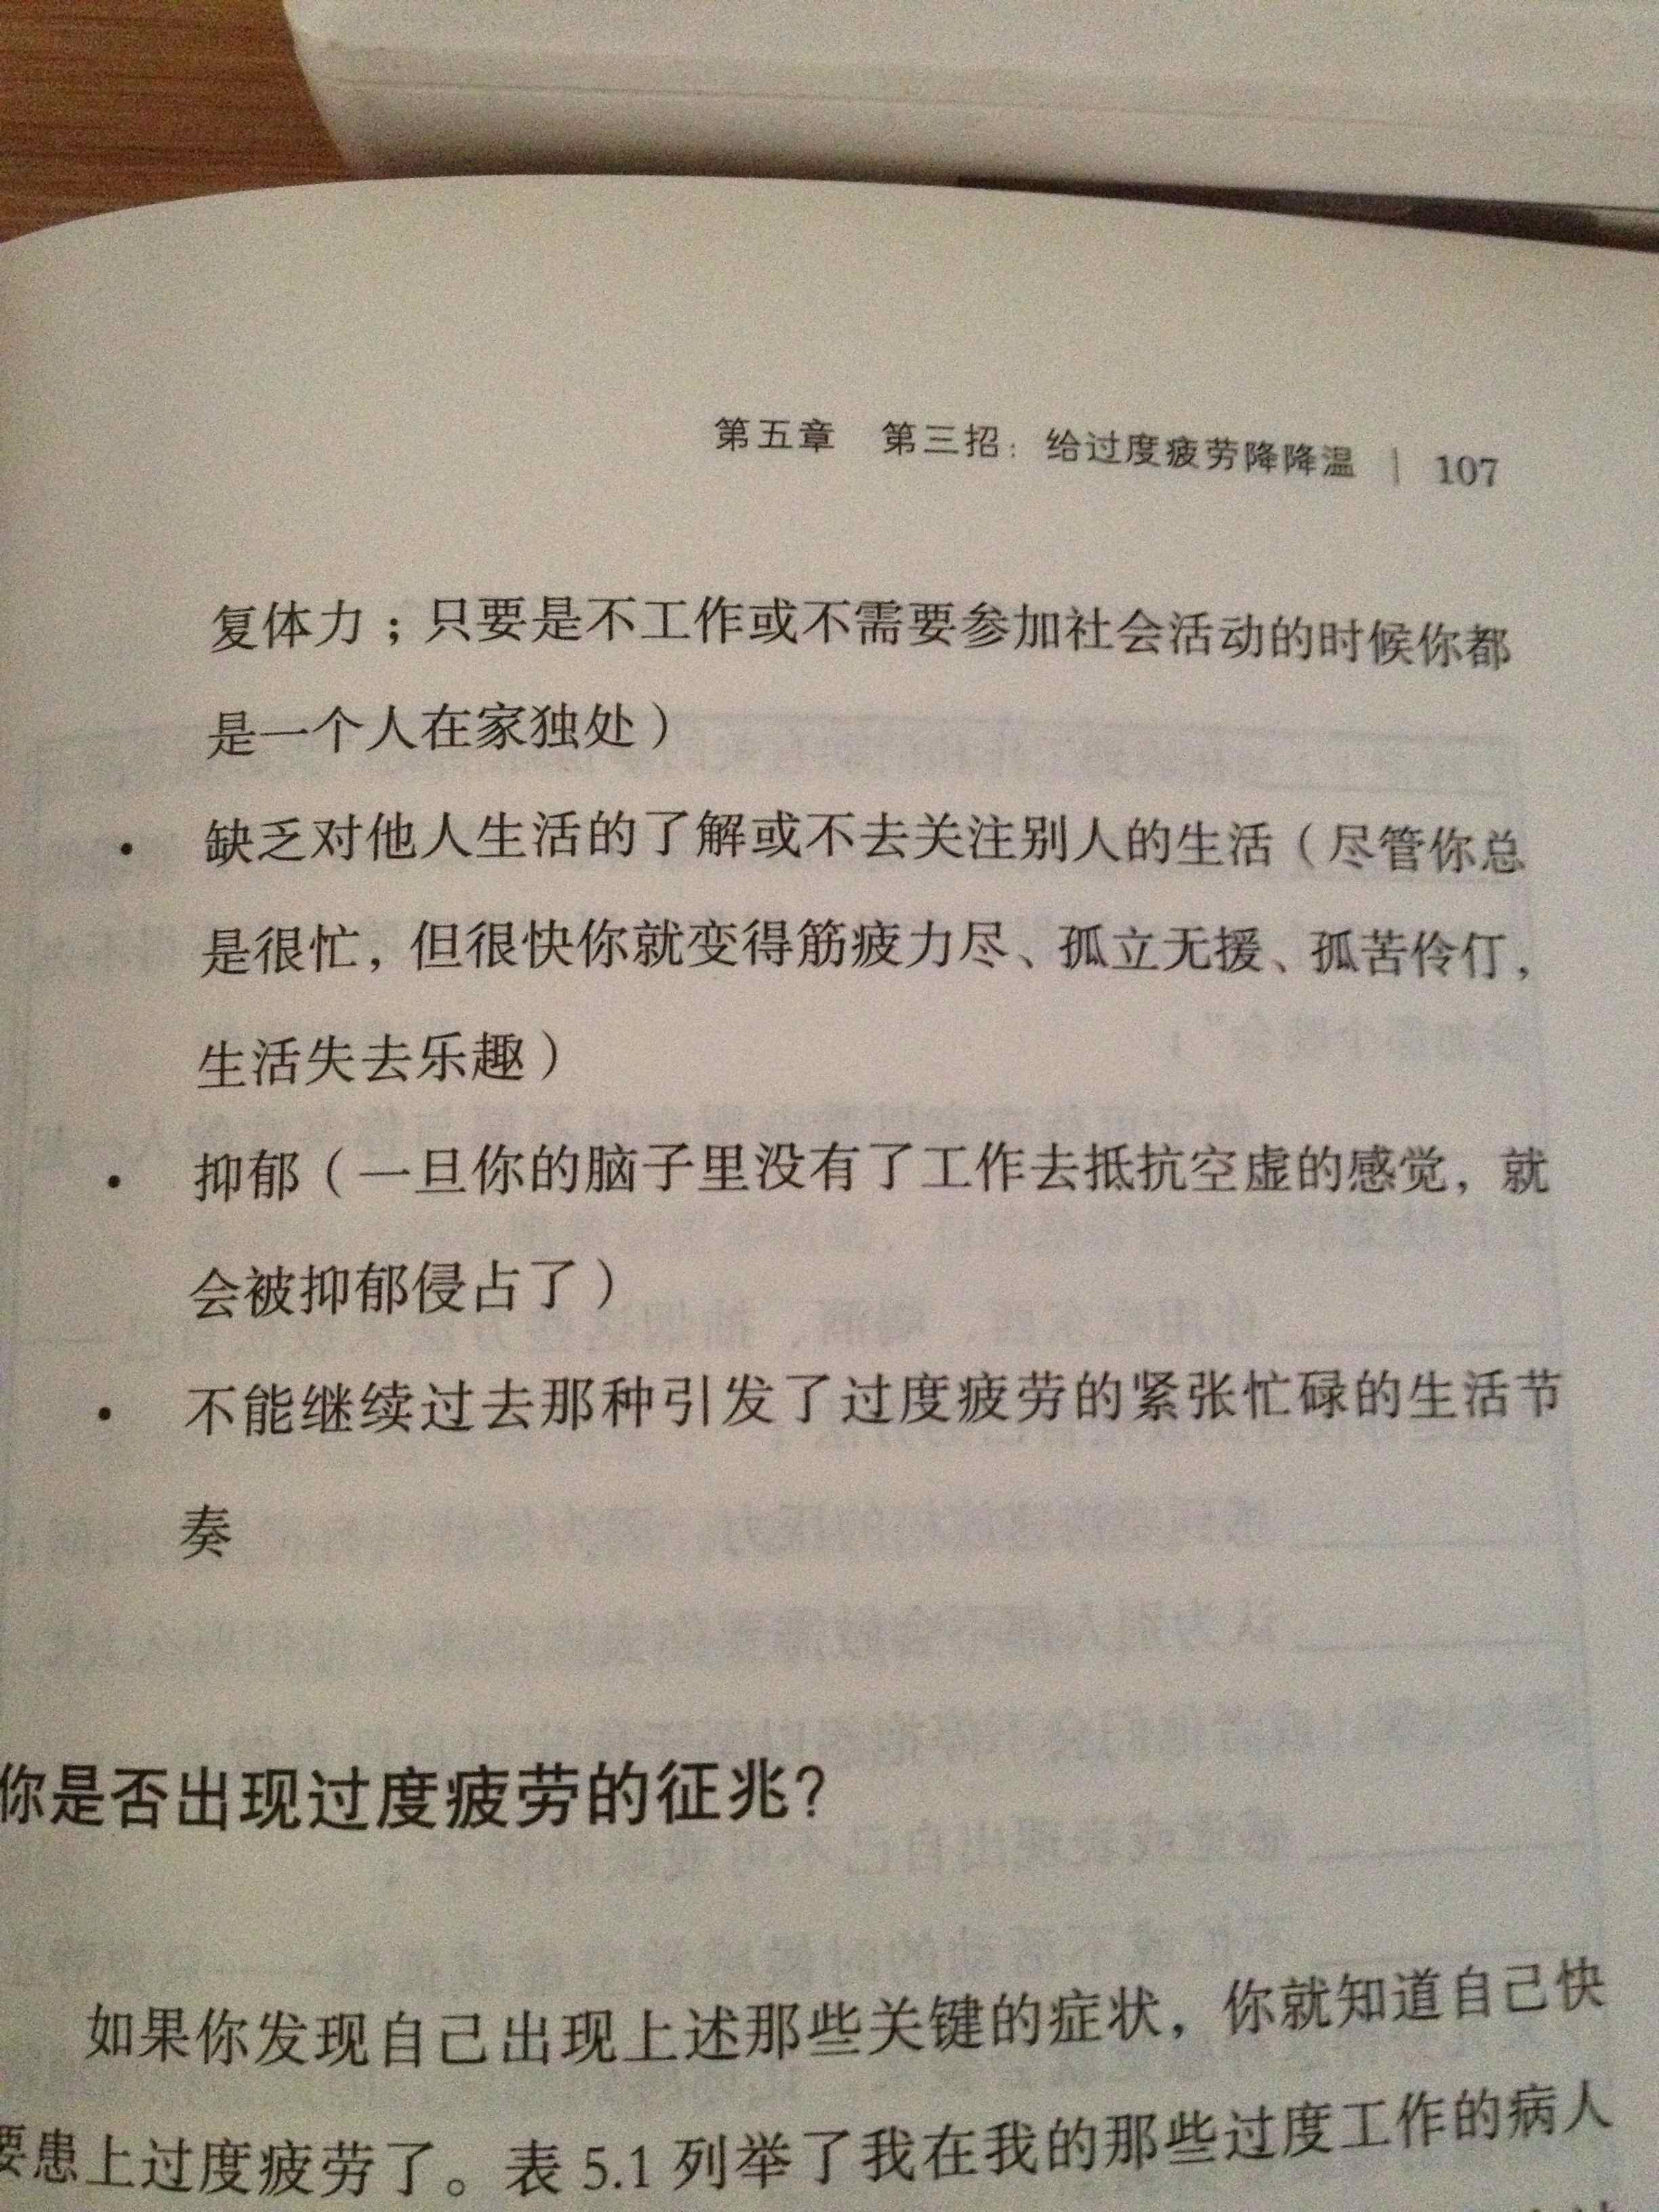 第五章 第三招：给过度疲劳降降温 | 107
复体力；只要是不工作或不需要参加社会活动的时候你都
是一个人在家独处）
· 缺乏对他人生活的了解或不去关注别人的生活（尽管你总
是很忙，但很快你就变得筋疲力尽、孤立无援、孤苦伶仃，
生活失去乐趣）
· 抑郁（一旦你的脑子里没有了工作去抵抗空虚的感觉，就
会被抑郁侵占了）
· 不能继续过去那种引发了过度疲劳的紧张忙碌的生活节
奏
你是否出现过度疲劳的征兆？
如果你发现自己出现上述那些关键的症状，你就知道自己快
要患上过度疲劳了。表 5.1 列举了我在我的那些过度工作的病人